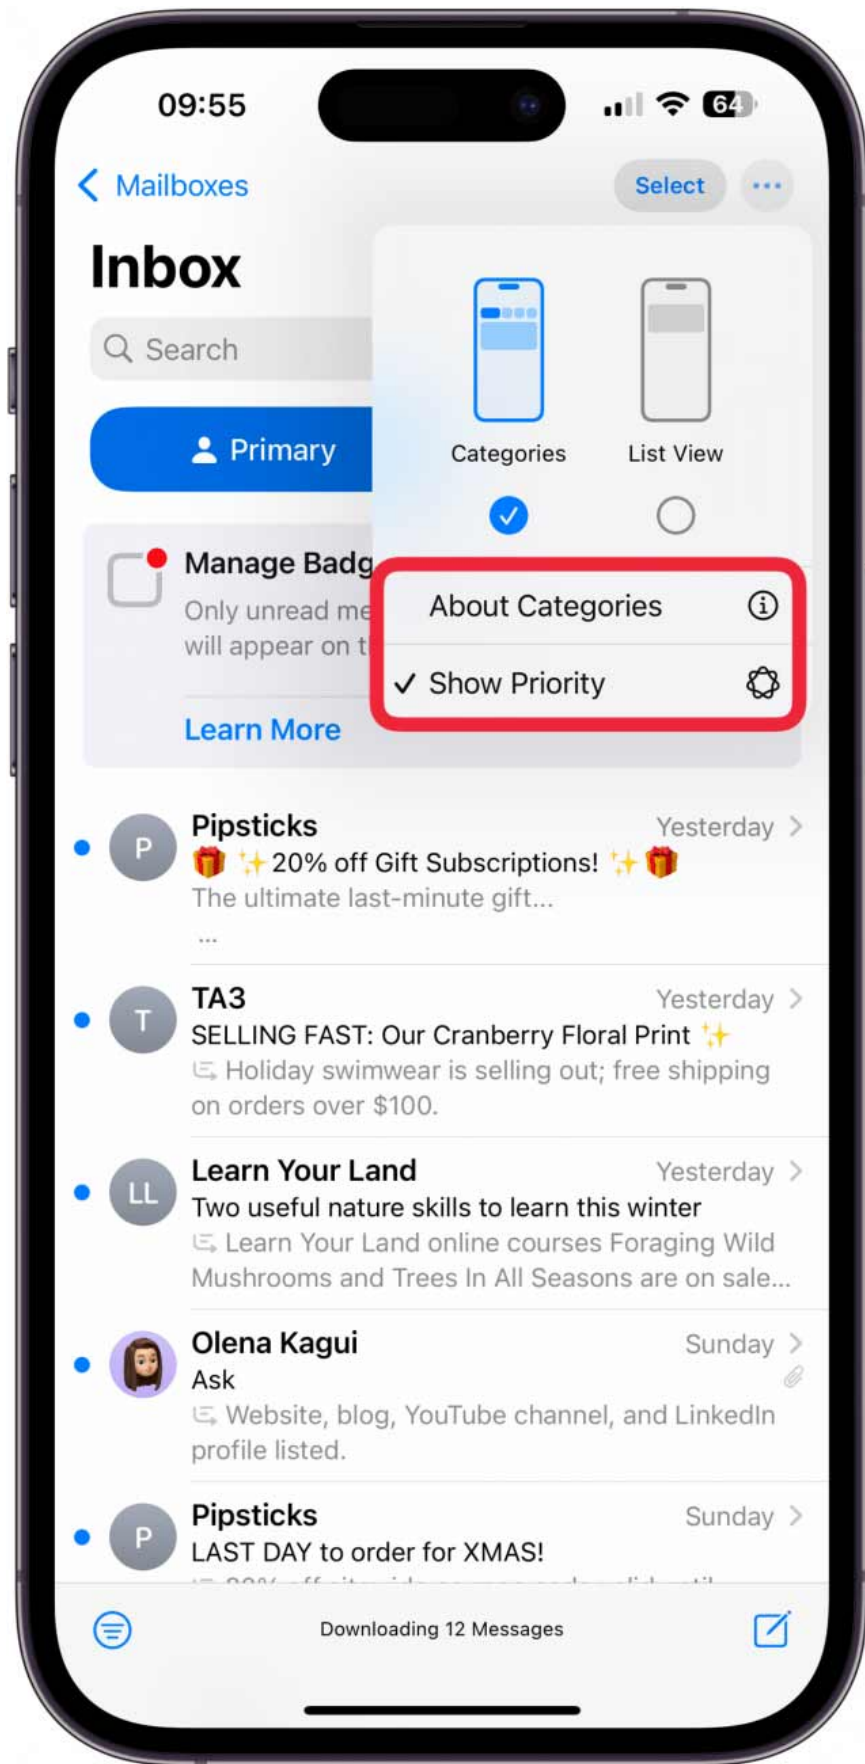 09:55
64
Mailboxes
Select
Inbox
Search
Categories
List View
Primary
Manage Badg
Only unread me
will appear on t
Learn More
About Categories
Show Priority
P
Pipsticks
Yesterday
🎁 ✨20% off Gift Subscriptions! ✨🎁
The ultimate last-minute gift...
...
T
TA3
Yesterday
SELLING FAST: Our Cranberry Floral Print ✨
Holiday swimwear is selling out; free shipping
on orders over $100.
LL
Learn Your Land
Yesterday
Two useful nature skills to learn this winter
Learn Your Land online courses Foraging Wild
Mushrooms and Trees In All Seasons are on sale...
Olena Kagui
Sunday
Ask
Website, blog, YouTube channel, and LinkedIn
profile listed.
P
Pipsticks
Sunday
LAST DAY to order for XMAS!
Downloading 12 Messages